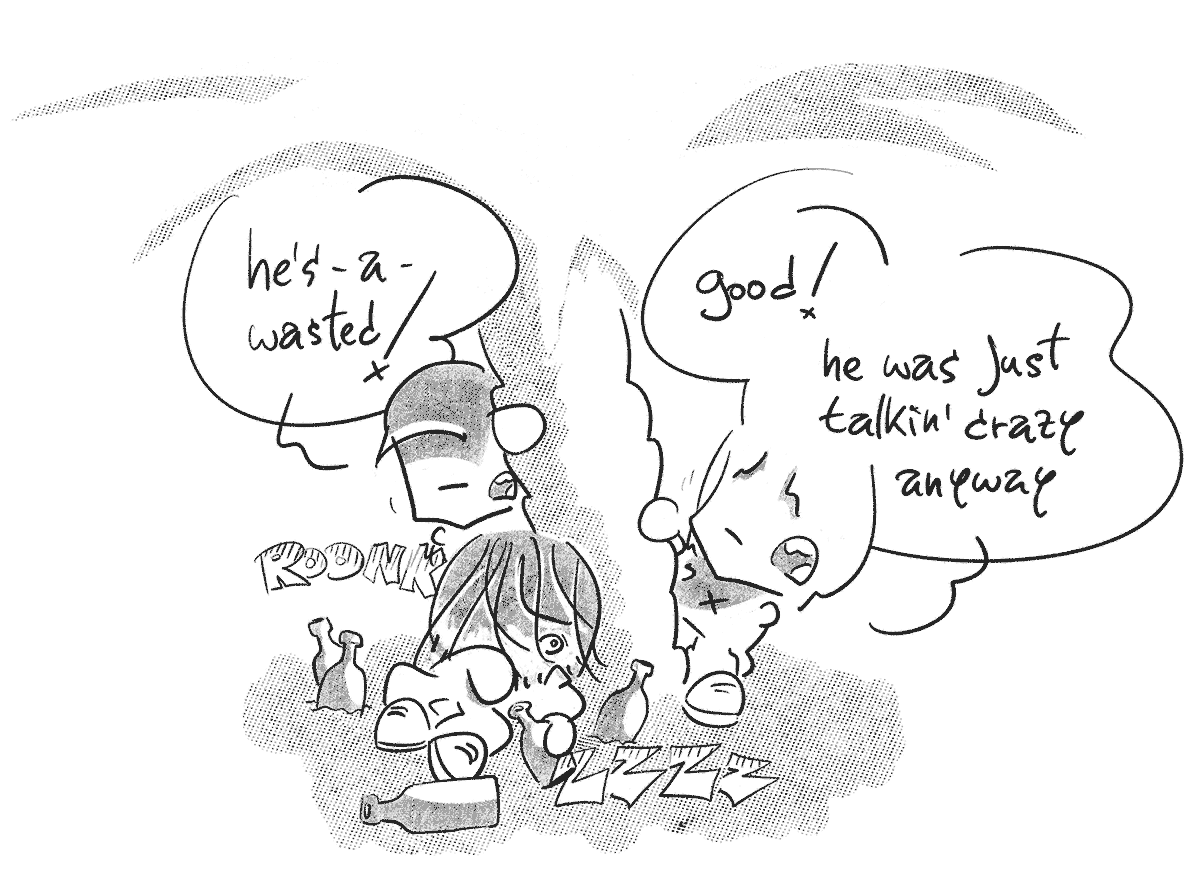 he's-a-
wasted!
good!
he was just
talkin' crazy
anyway
ROONK
ZZZZ